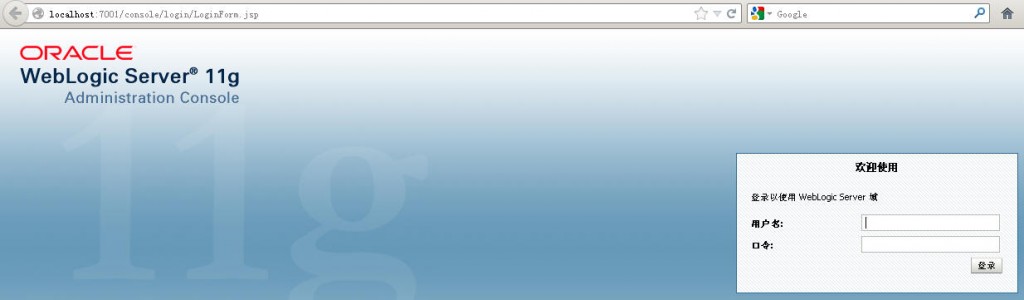 localhost:7001/console/login/LoginForm.jsp
Google
ORACLE
WebLogic Server® 11g
Administration Console
11g
欢迎使用
登录以使用 WebLogic Server 域
用户名:
口令:
登录